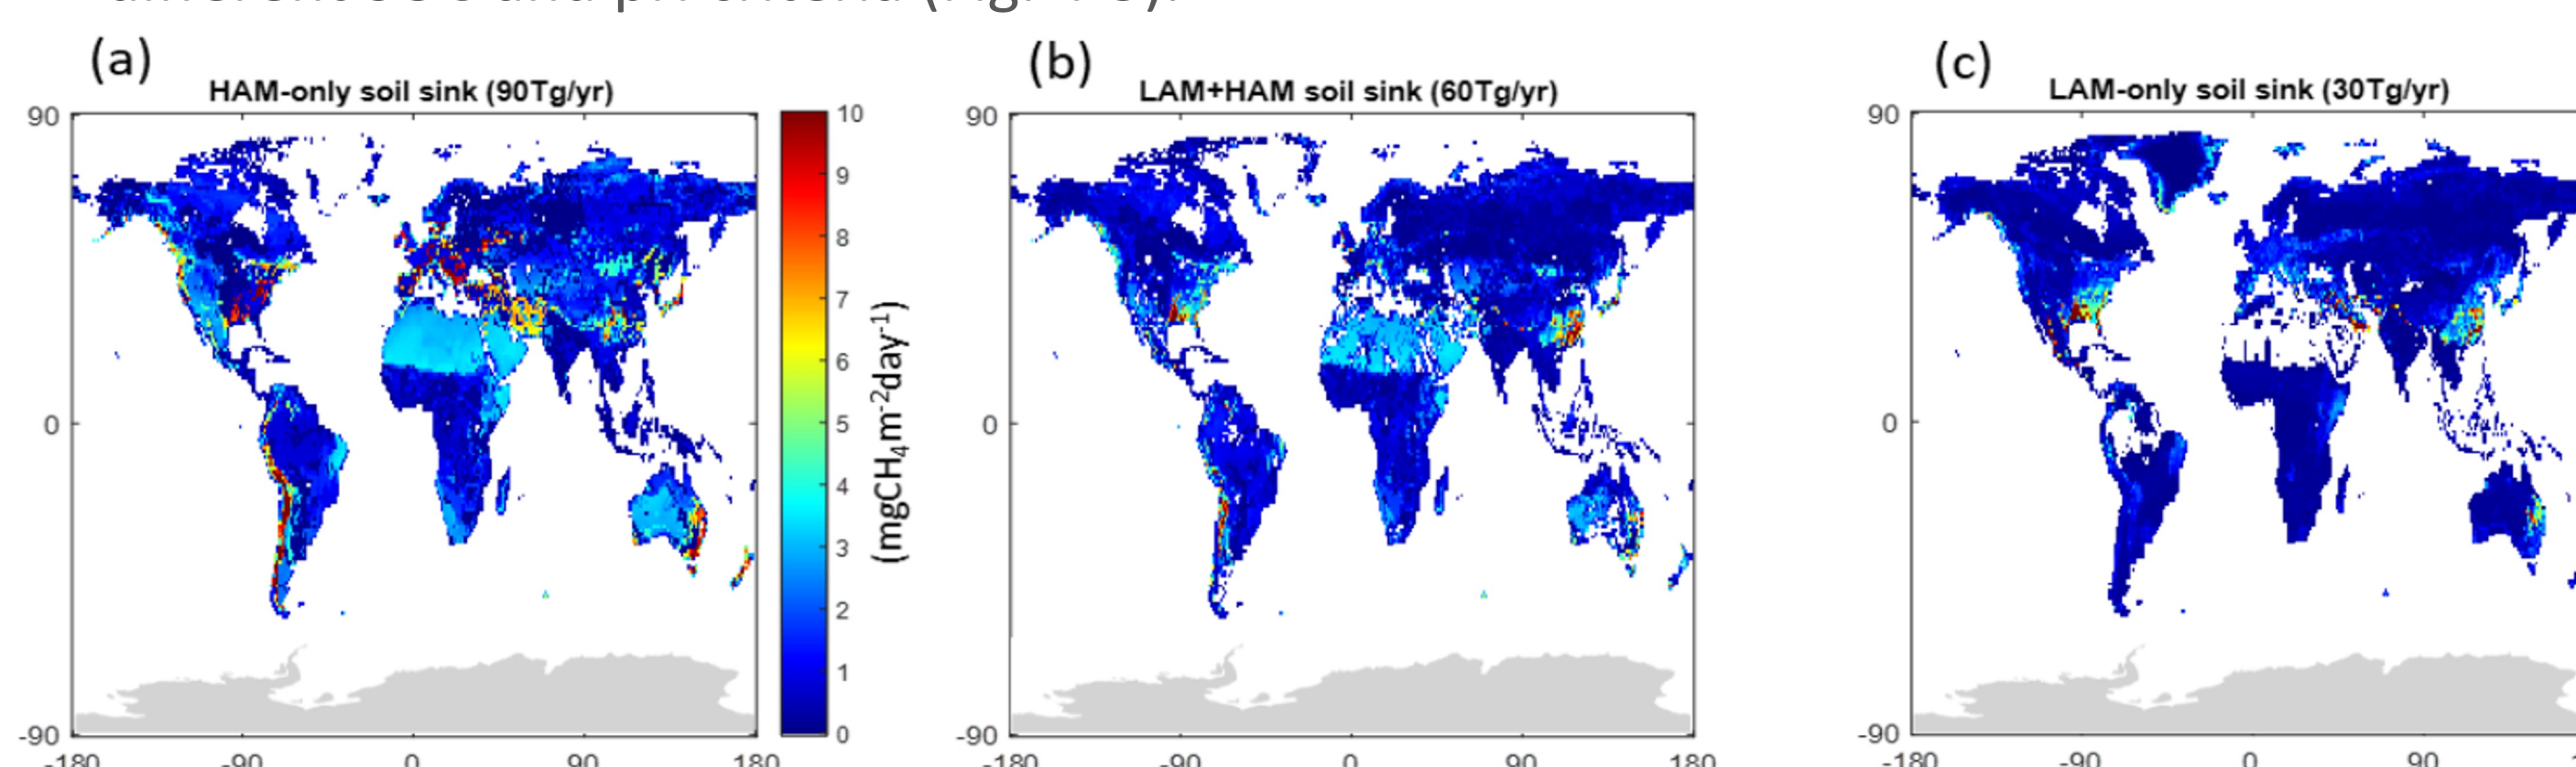 (a)
HAM-only soil sink (90Tg/yr)
90
0
-90
-180 -90 0 90 180
10
9
8
7
6
5
4
3
2
1
0
(mgCH4m-2day-1)
(b)
LAM+HAM soil sink (60Tg/yr)
90
0
-90
-180 -90 0 90 180
(c)
LAM-only soil sink (30Tg/yr)
90
0
-90
-180 -90 0 90